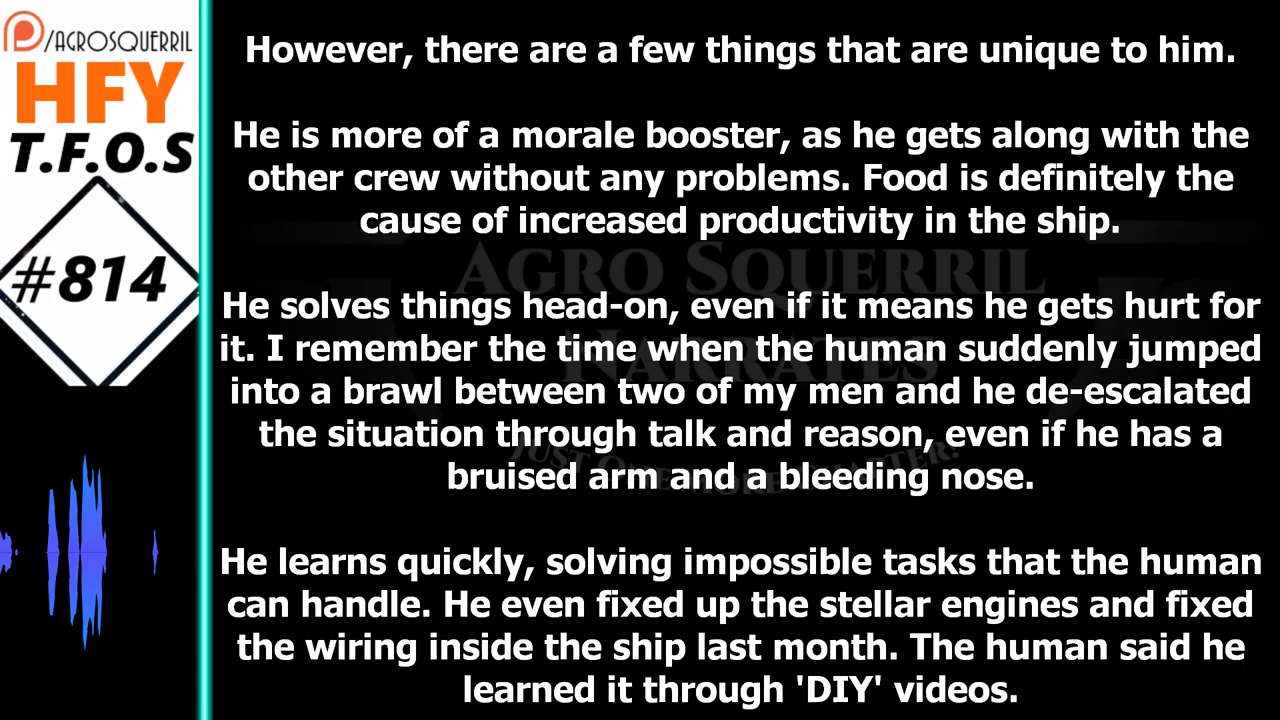 /AGROSQUERRIL
HFY
T.F.O.S
#814
However, there are a few things that are unique to him.
He is more of a morale booster, as he gets along with the
other crew without any problems. Food is definitely the
cause of increased productivity in the ship.
He solves things head-on, even if it means he gets hurt for
it. I remember the time when the human suddenly jumped
into a brawl between two of my men and he de-escalated
the situation through talk and reason, even if he has a
bruised arm and a bleeding nose.
He learns quickly, solving impossible tasks that the human
can handle. He even fixed up the stellar engines and fixed
the wiring inside the ship last month. The human said he
learned it through 'DIY' videos.
AGRO SQUERRIL
NARRATES
JUST ONE MORE CHAPTER!